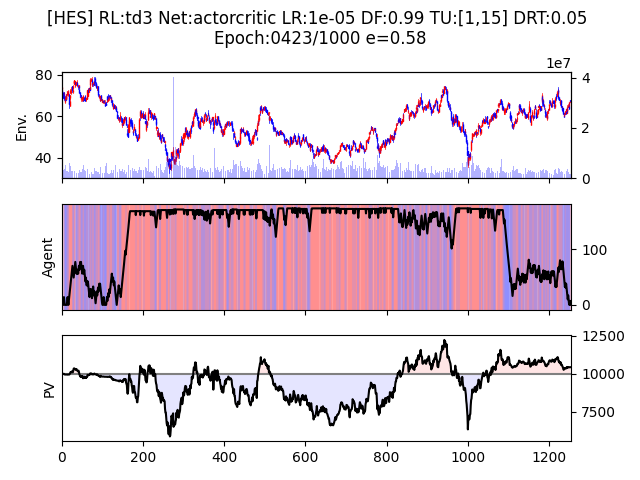 [HES] RL:td3 Net:actorcritic LR:1e-05 DF:0.99 TU:[1,15] DRT:0.05
Epoch:0423/1000 e=0.58
1e7
80
60
40
Env.
4
2
0
Agent
100
0
PV
12500
10000
7500
0 200 400 600 800 1000 1200